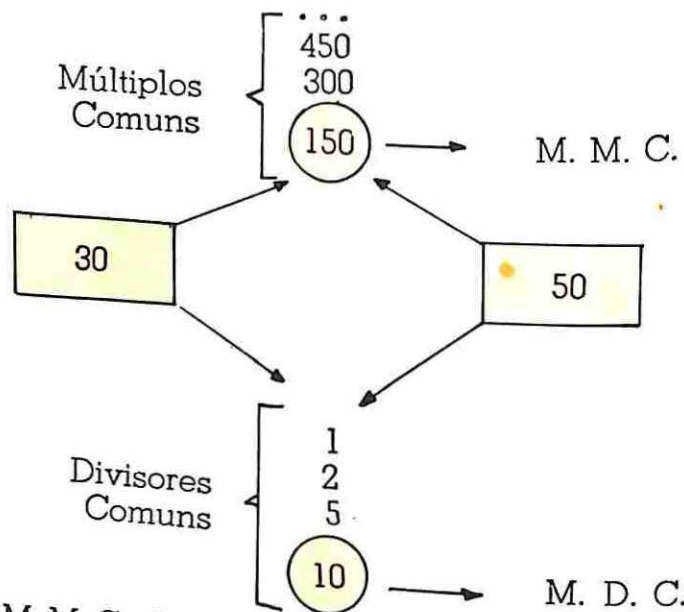 ...
450
300
Múltiplos
Comuns
150
M. M. C.
30
50
1
2
5
Divisores
Comuns
10
M. D. C.
M. M. C.